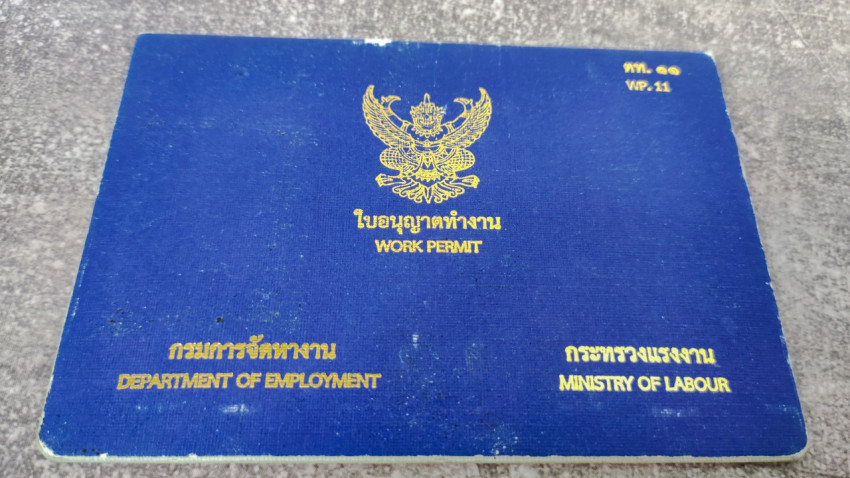 ตท. ๑๑
WP. 11
ใบอนุญาตทำงาน
WORK PERMIT
กรมการจัดหางาน
DEPARTMENT OF EMPLOYMENT
กระทรวงแรงงาน
MINISTRY OF LABOUR